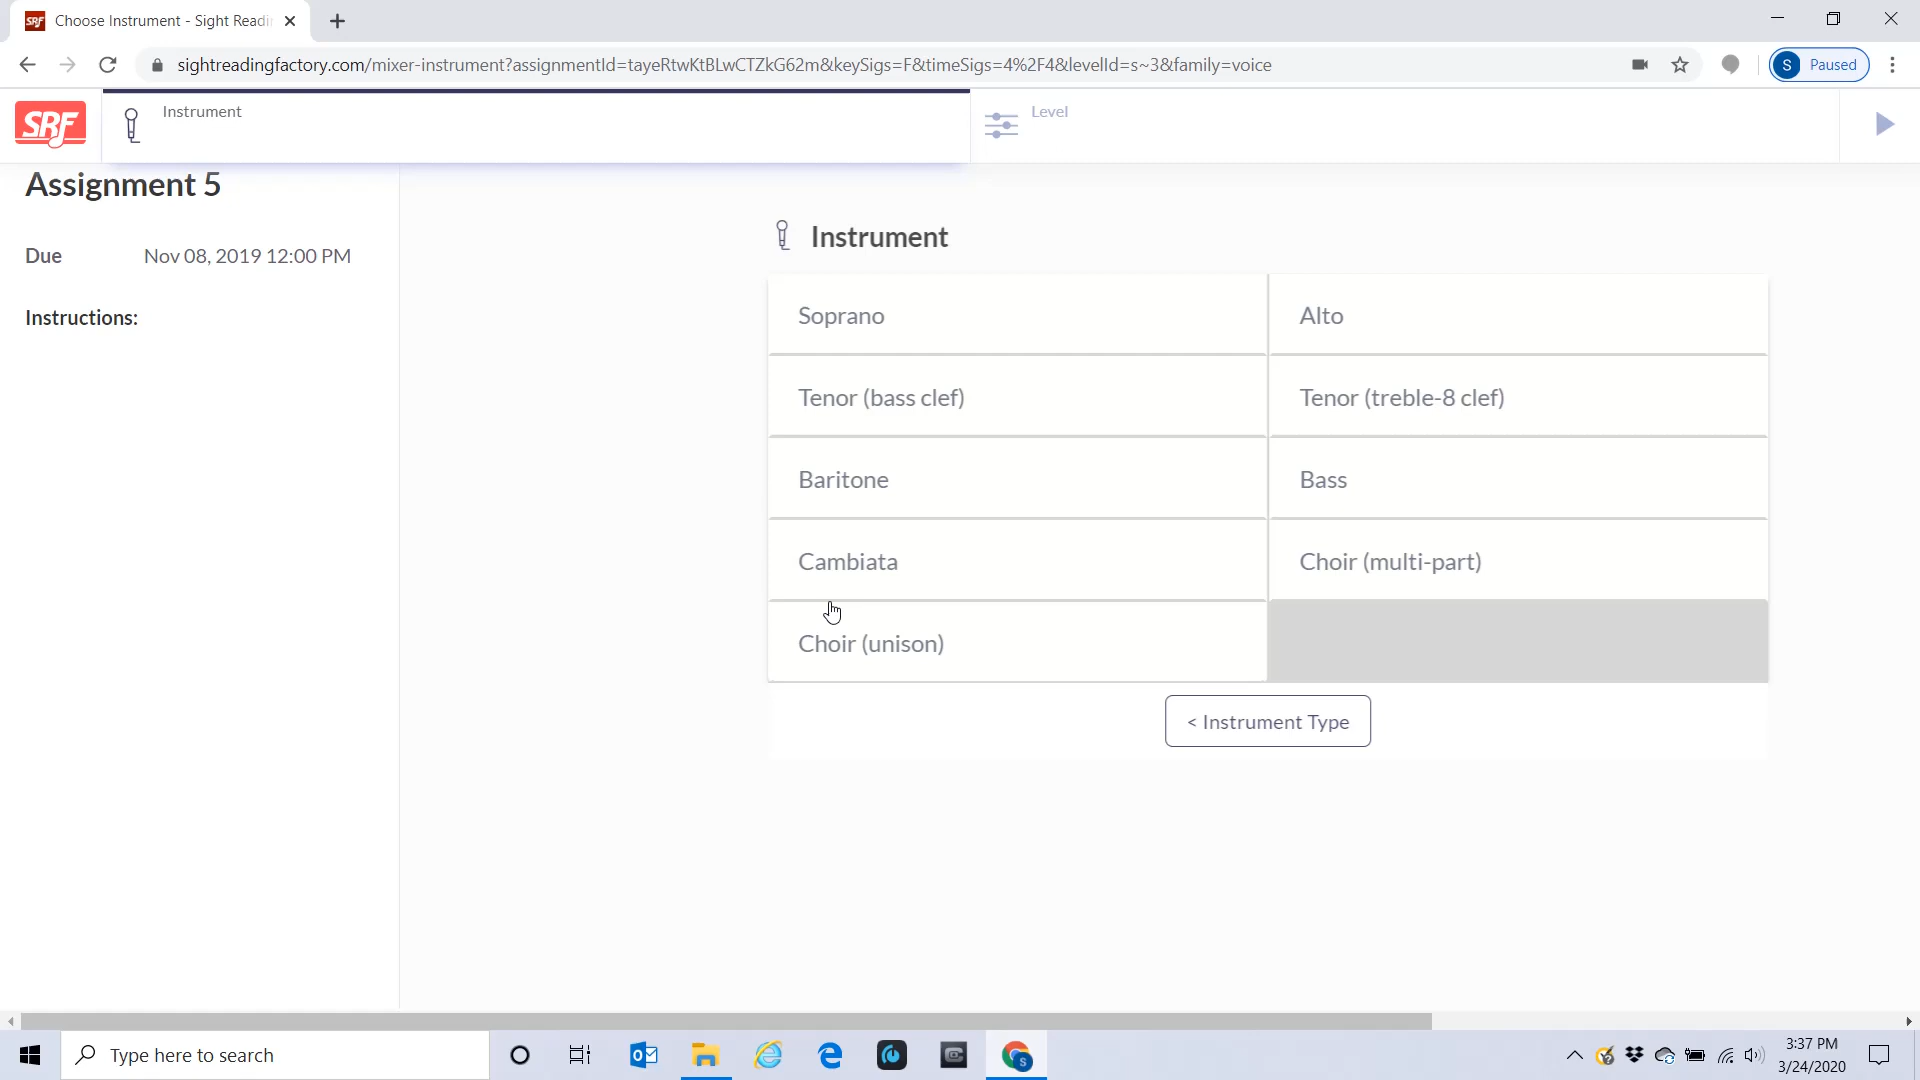 SRF Choose Instrument - Sight Readi
sightreadingfactory.com/mixer-instrument?assignmentId=tayeRtwKtBLwCTZkG62m&keySigs=F&timeSigs=4%2F4&levelId=s~3&family=voice
S Paused
SRF
Instrument
Level
Assignment 5
Due Nov 08, 2019 12:00 PM
Instructions:
Instrument
Soprano Alto
Tenor (bass clef) Tenor (treble-8 clef)
Baritone Bass
Cambiata Choir (multi-part)
Choir (unison)
< Instrument Type
Type here to search
3:37 PM
3/24/2020